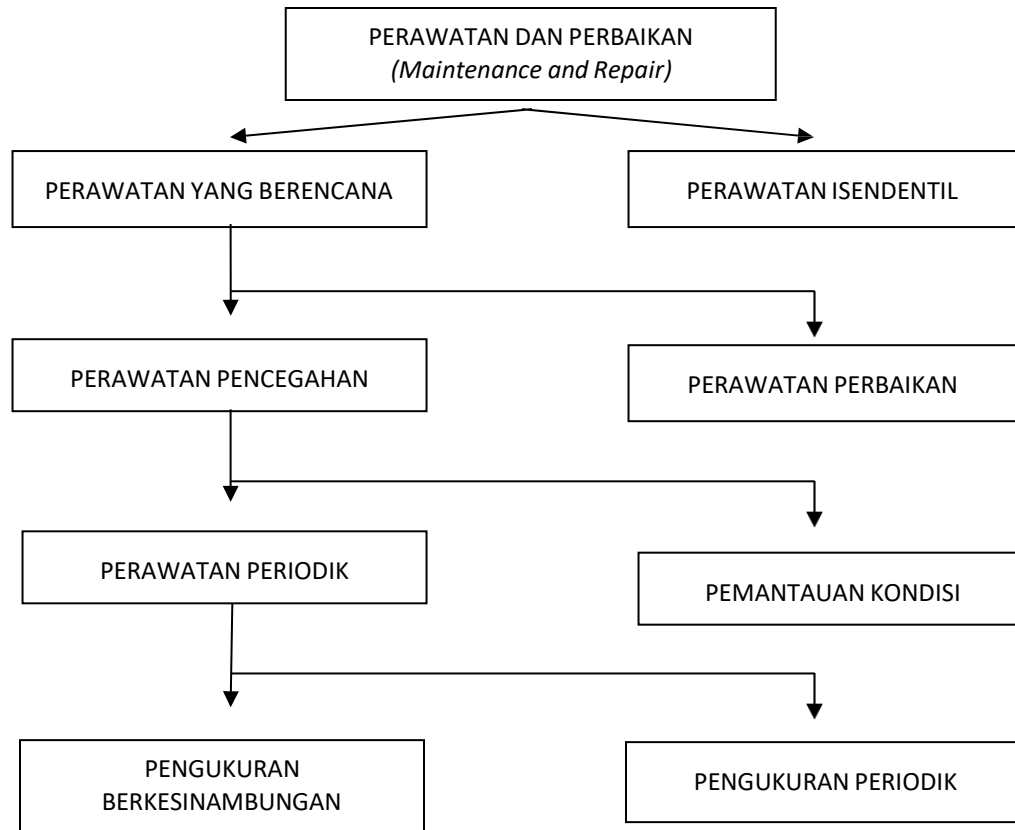 PERAWATAN DAN PERBAIKAN
(Maintenance and Repair)
PERAWATAN YANG BERENCANA
PERAWATAN ISENDENTIL
PERAWATAN PENCEGAHAN
PERAWATAN PERBAIKAN
PERAWATAN PERIODIK
PEMANTAUAN KONDISI
PENGUKURAN
BERKESINAMBUNGAN
PENGUKURAN PERIODIK